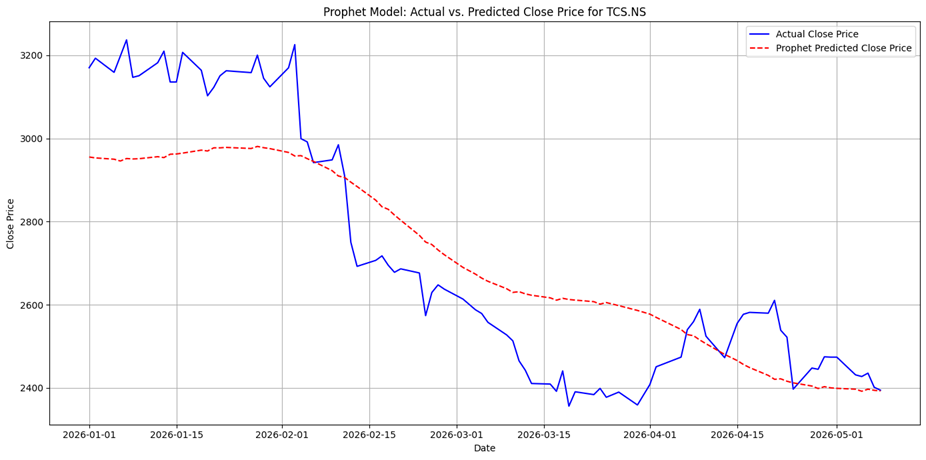 Prophet Model: Actual vs. Predicted Close Price for TCS.NS
Actual Close Price
Prophet Predicted Close Price
Close Price
3200
3000
2800
2600
2400
2026-01-01
2026-01-15
2026-02-01
2026-02-15
2026-03-01
2026-03-15
2026-04-01
2026-04-15
2026-05-01
Date